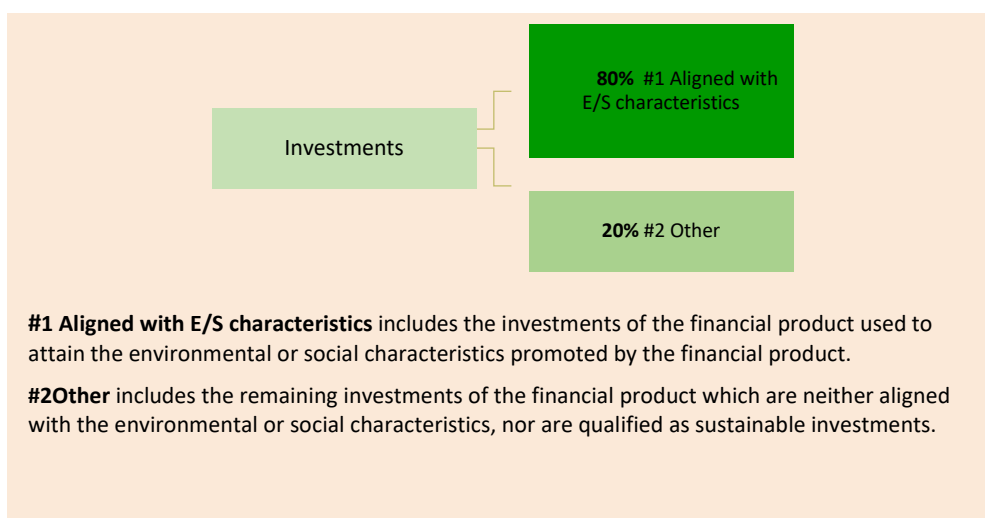 80% #1 Aligned with
E/S characteristics
Investments
20% #2 Other
#1 Aligned with E/S characteristics includes the investments of the financial product used to
attain the environmental or social characteristics promoted by the financial product.
#2Other includes the remaining investments of the financial product which are neither aligned
with the environmental or social characteristics, nor are qualified as sustainable investments.